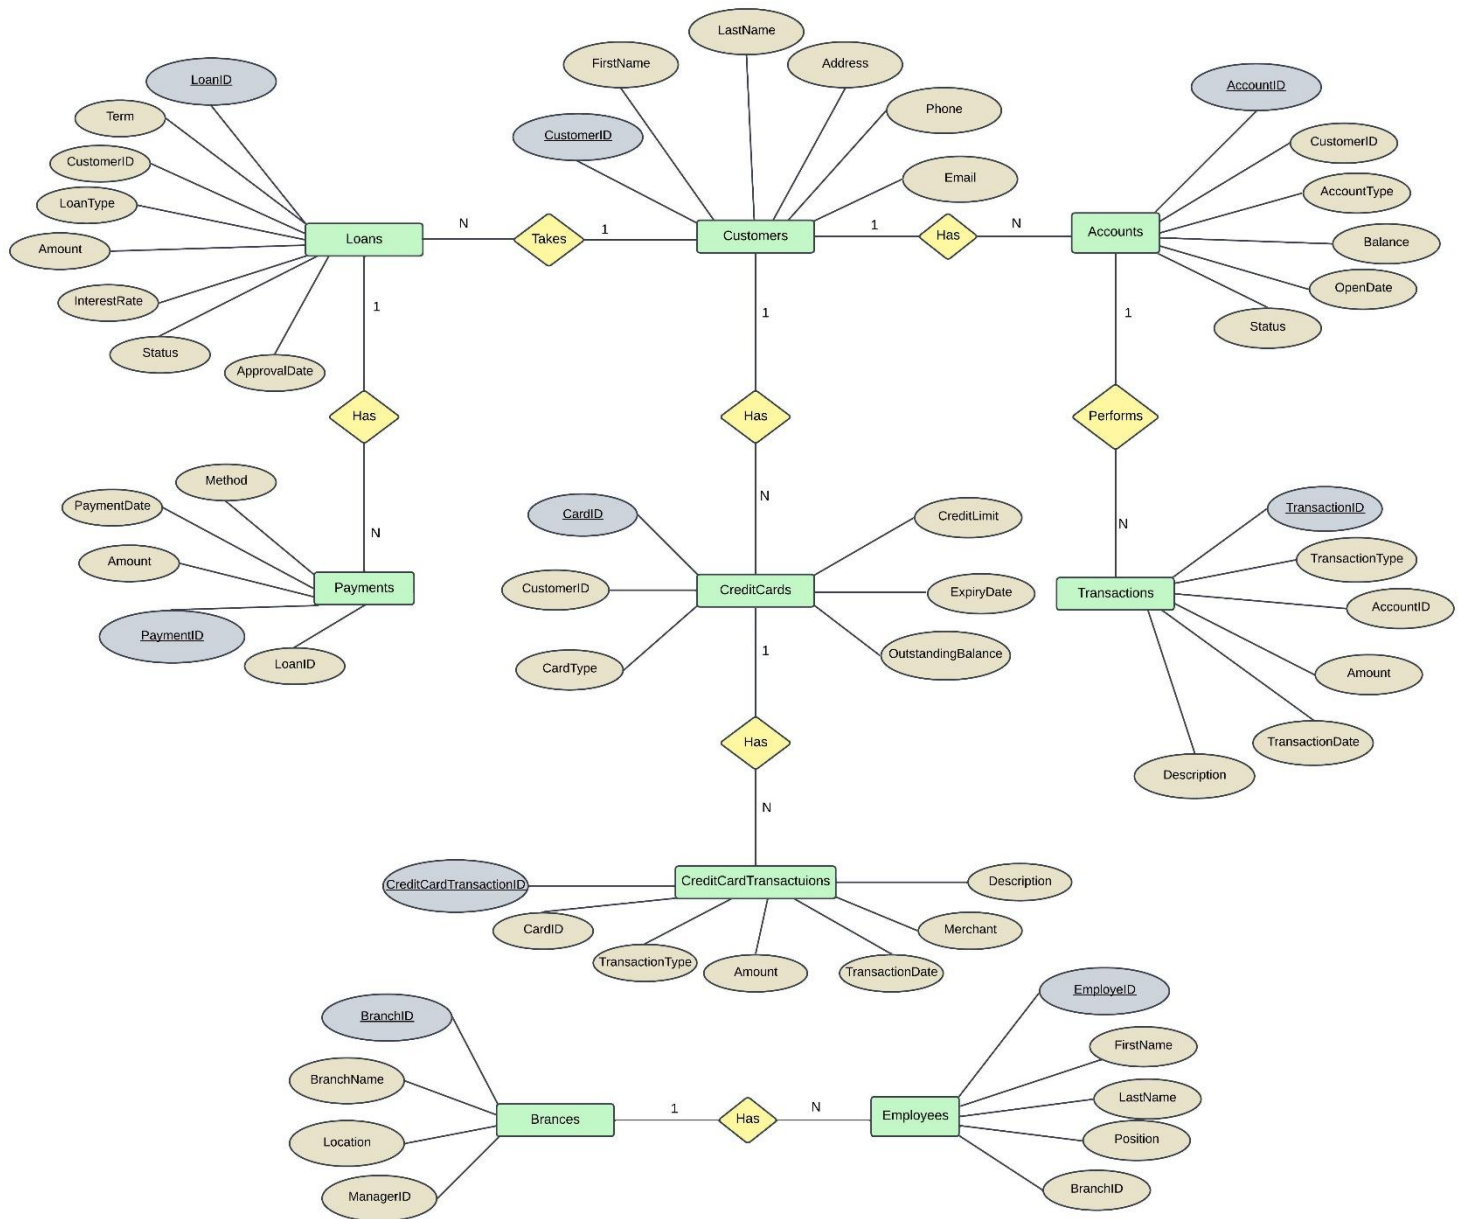 LastName
FirstName
Address
LoanID
AccountID
Phone
Term
CustomerID
CustomerID
CustomerID
Email
AccountType
LoanType
N
Takes
1
Customers
1
Has
N
Accounts
Loans
Amount
Balance
OpenDate
InterestRate
1
1
1
Status
Status
ApprovalDate
Has
Has
Performs
Method
PaymentDate
N
CardID
CreditLimit
TransactionID
N
N
Amount
TransactionType
Payments
CustomerID
CreditCards
ExpiryDate
Transactions
AccountID
PaymentID
LoanID
1
CardType
OutstandingBalance
Amount
Has
TransactionDate
Description
N
CreditCardTransactionID
CreditCardTransactuions
Description
CardID
Merchant
TransactionType
Amount
TransactionDate
EmployeID
BranchID
FirstName
BranchName
LastName
Brances
1
Has
N
Employees
Location
Position
ManagerID
BranchID